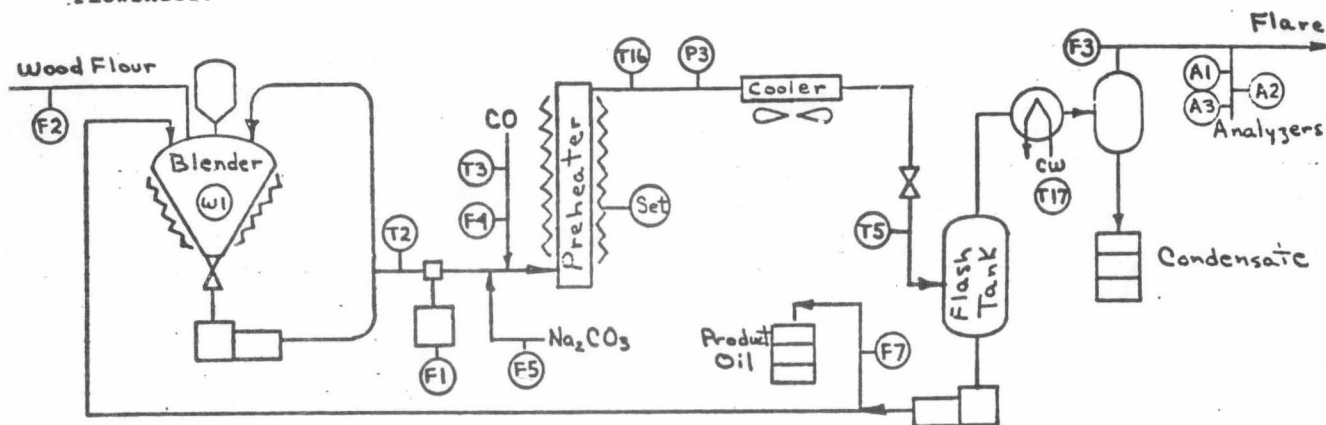 Wood Flour
F2
Blender
W1
T2
F1
CO
T3
F4
Na2CO3
F5
Preheater
Set
T16
P3
Cooler
T5
Flash
Tank
Product
Oil
F7
CW
T17
F3
Flare
A1
A2
A3
Analyzers
Condensate